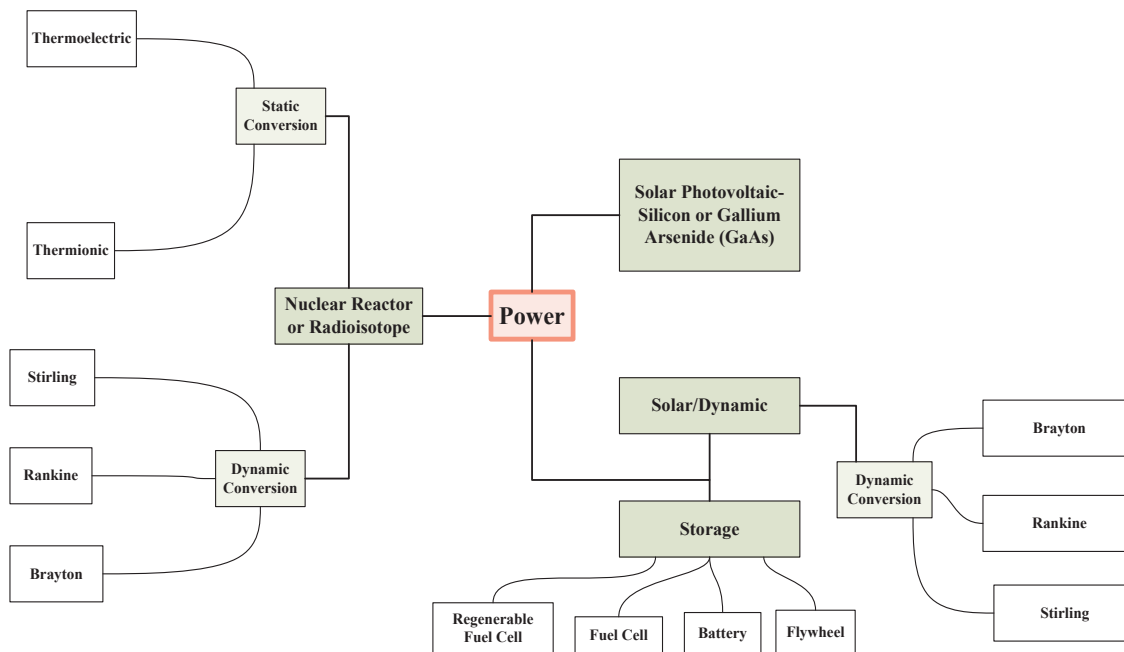 Thermoelectric
Static
Conversion
Thermionic
Solar Photovoltaic-
Silicon or Gallium
Arsenide (GaAs)
Nuclear Reactor
or Radioisotope
Power
Stirling
Rankine
Brayton
Dynamic
Conversion
Solar/Dynamic
Dynamic
Conversion
Brayton
Rankine
Stirling
Storage
Regenerable
Fuel Cell
Fuel Cell
Battery
Flywheel